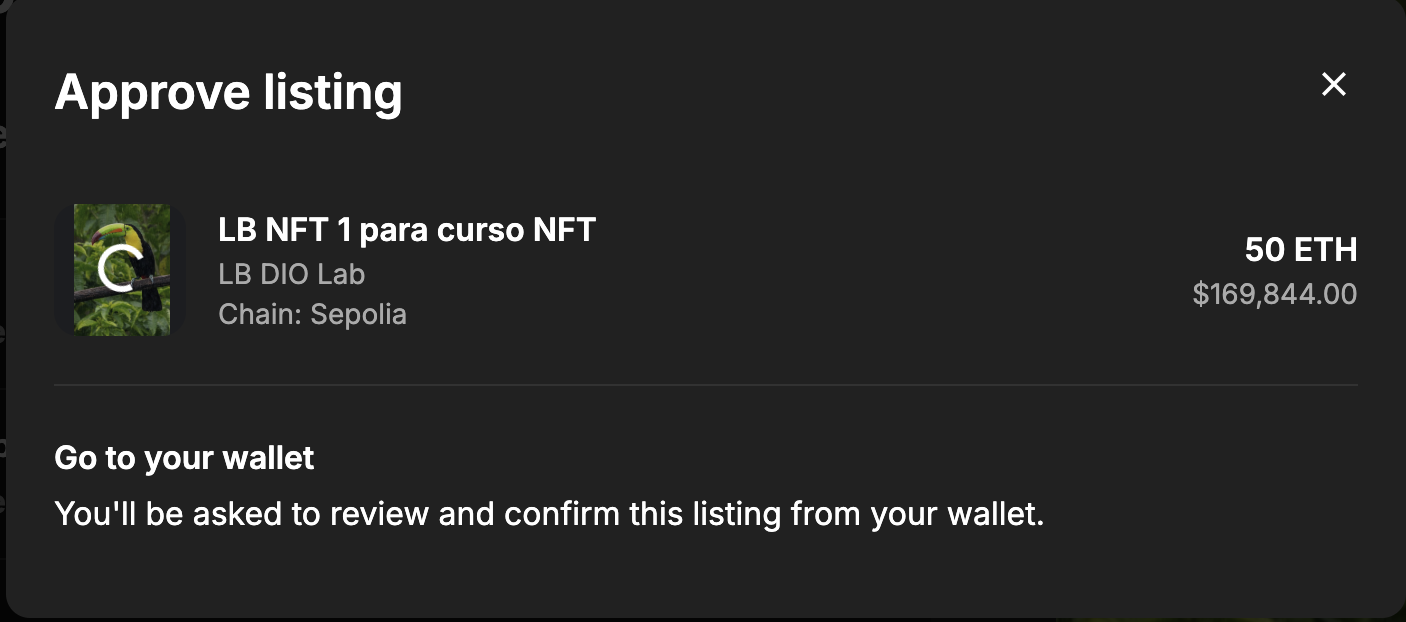 Approve listing
LB NFT 1 para curso NFT
LB DIO Lab
Chain: Sepolia
50 ETH
$169,844.00
Go to your wallet
You'll be asked to review and confirm this listing from your wallet.